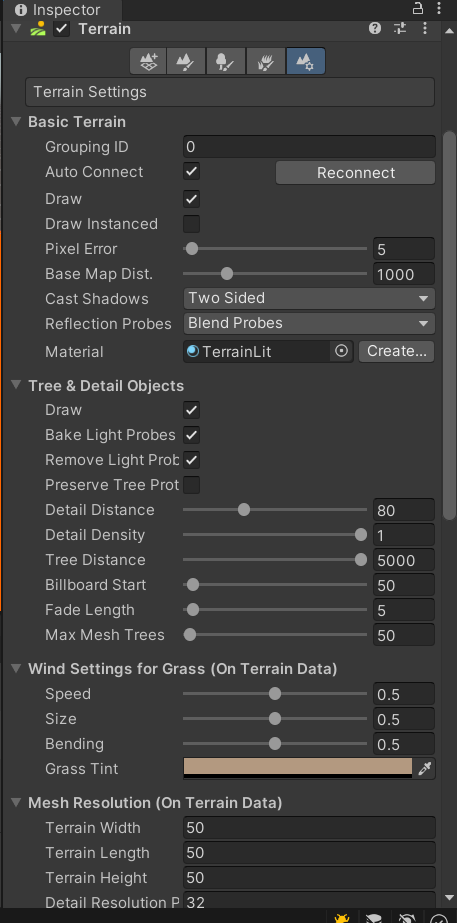 Inspector
Terrain
Terrain Settings
Basic Terrain
Grouping ID 0
Auto Connect Reconnect
Draw
Draw Instanced
Pixel Error 5
Base Map Dist. 1000
Cast Shadows Two Sided
Reflection Probes Blend Probes
Material TerrainLit Create...
Tree & Detail Objects
Draw
Bake Light Probes
Remove Light Prob
Preserve Tree Prot
Detail Distance 80
Detail Density 1
Tree Distance 5000
Billboard Start 50
Fade Length 5
Max Mesh Trees 50
Wind Settings for Grass (On Terrain Data)
Speed 0.5
Size 0.5
Bending 0.5
Grass Tint
Mesh Resolution (On Terrain Data)
Terrain Width 50
Terrain Length 50
Terrain Height 50
Detail Resolution P 32